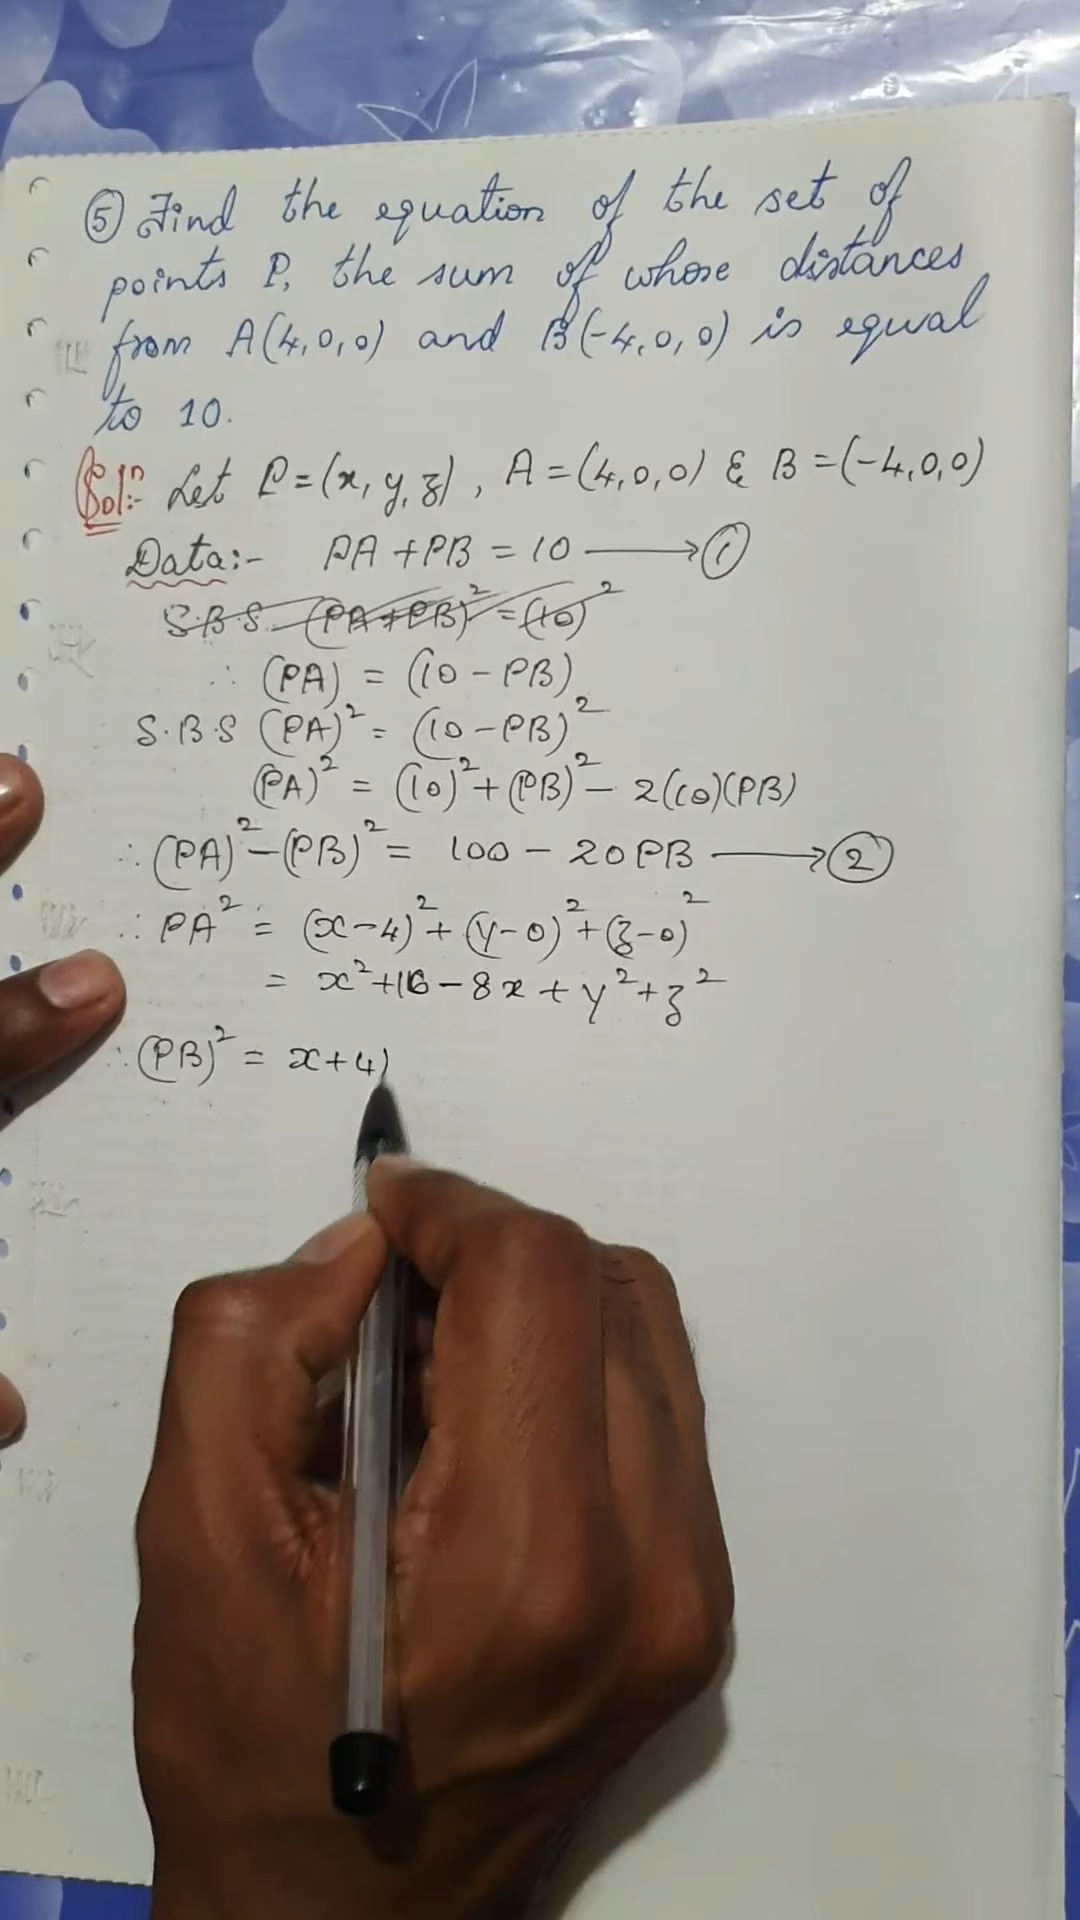 ⑤ Find the equation of the set of
points P, the sum of whose distances
from A(4,0,0) and B(-4,0,0) is equal
to 10.
Solⁿ:- Let P=(x, y, z), A=(4,0,0) & B=(-4,0,0)
Data:- PA+PB = 10 ⟶ ①
S.B.S. (PA+PB)² = (10)²
∴ (PA) = (10-PB)
S.B.S (PA)² = (10-PB)²
(PA)² = (10)²+(PB)²- 2(10)(PB)
∴ (PA)²-(PB)² = 100 - 20PB ⟶ ②
∴ PA² = (x-4)²+(y-0)²+(z-0)²
= x²+16-8x+y²+z²
∴ (PB)² = x+4)